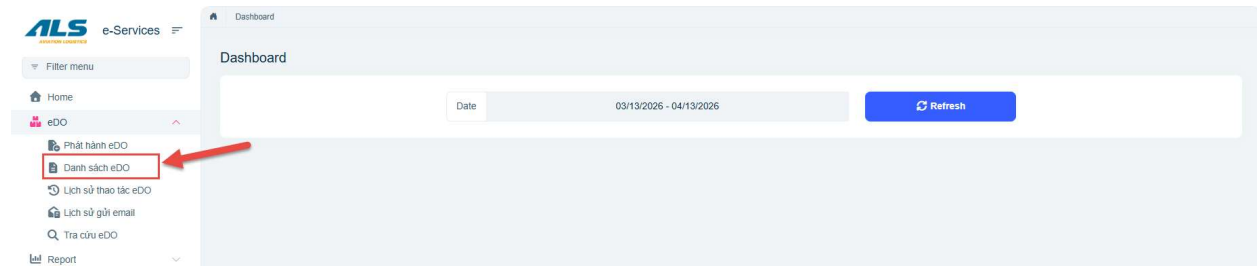 ALS
AVIATION LOGISTICS
e-Services
Filter menu
Home
eDO
Phát hành eDO
Danh sách eDO
Lịch sử thao tác eDO
Lịch sử gửi email
Tra cứu eDO
Report
Dashboard
Dashboard
Date
03/13/2026 - 04/13/2026
Refresh